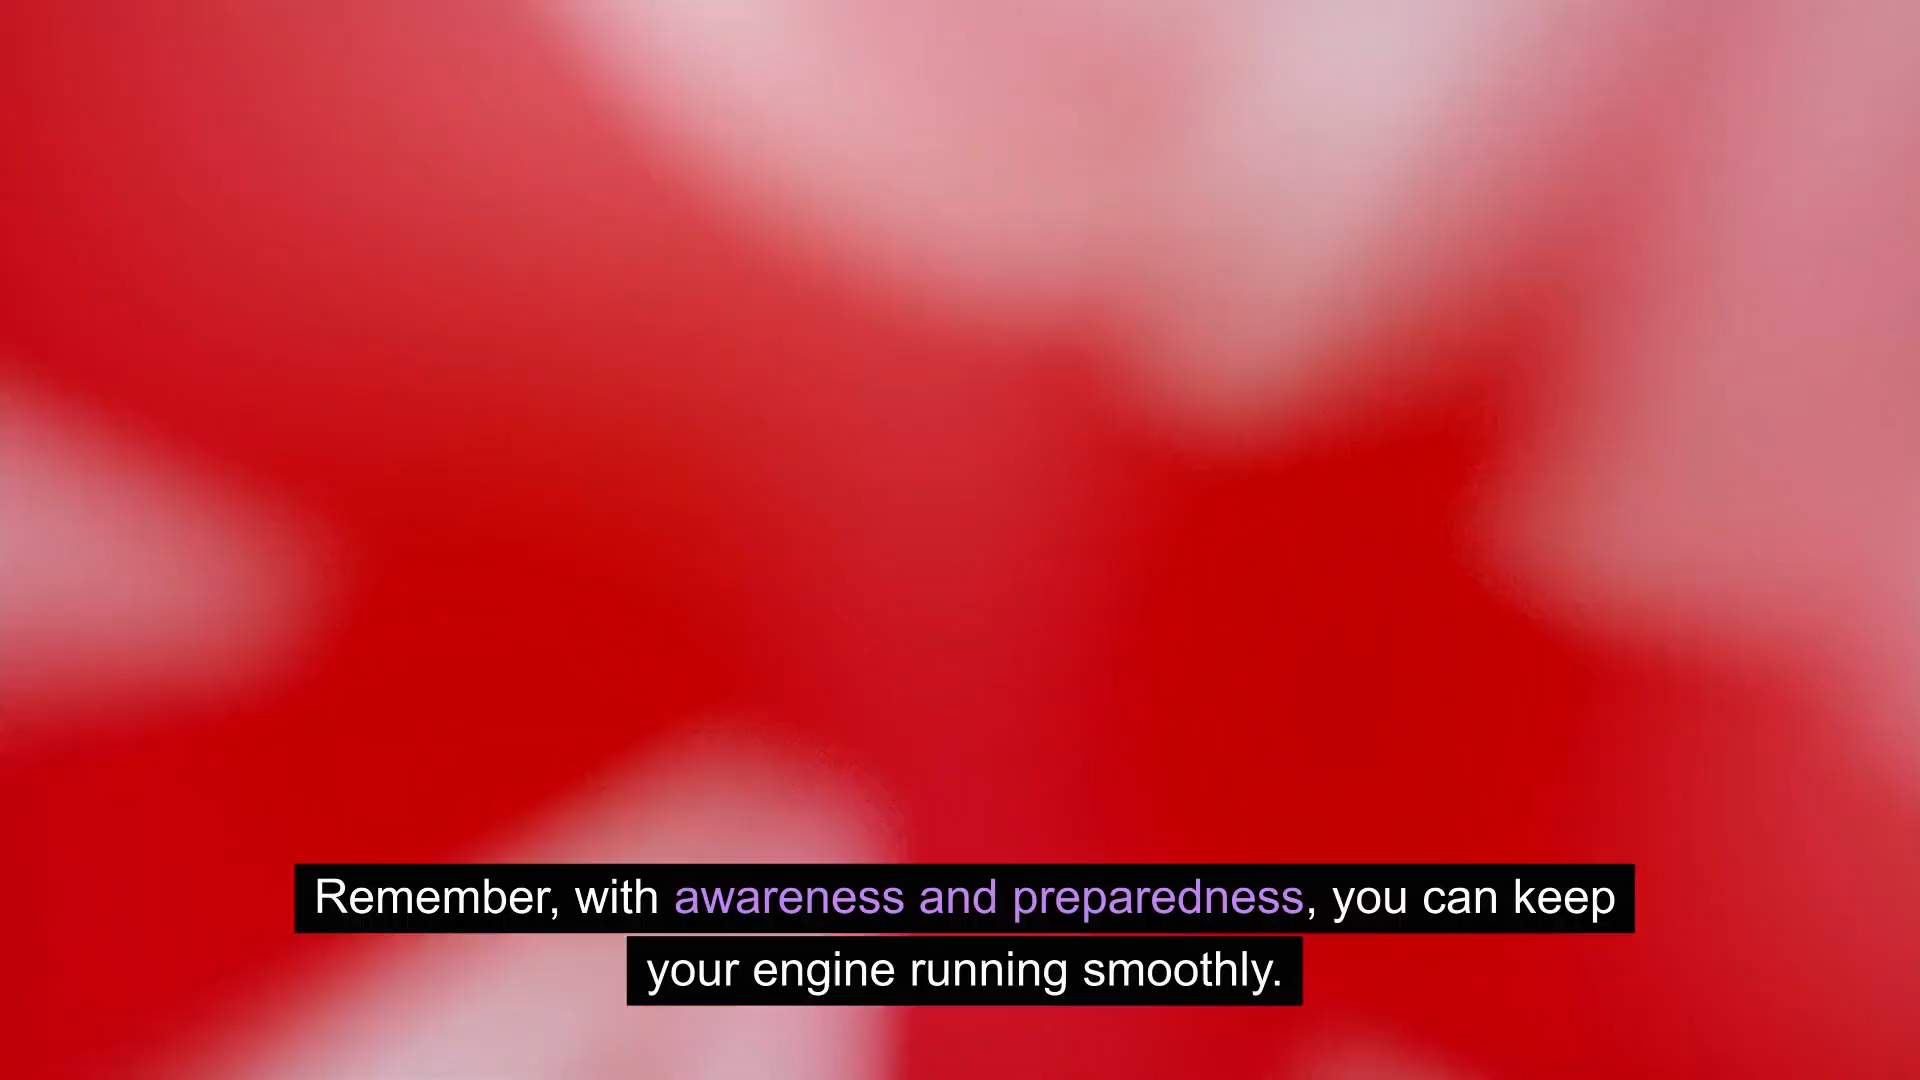 Remember, with awareness and preparedness, you can keep
your engine running smoothly.